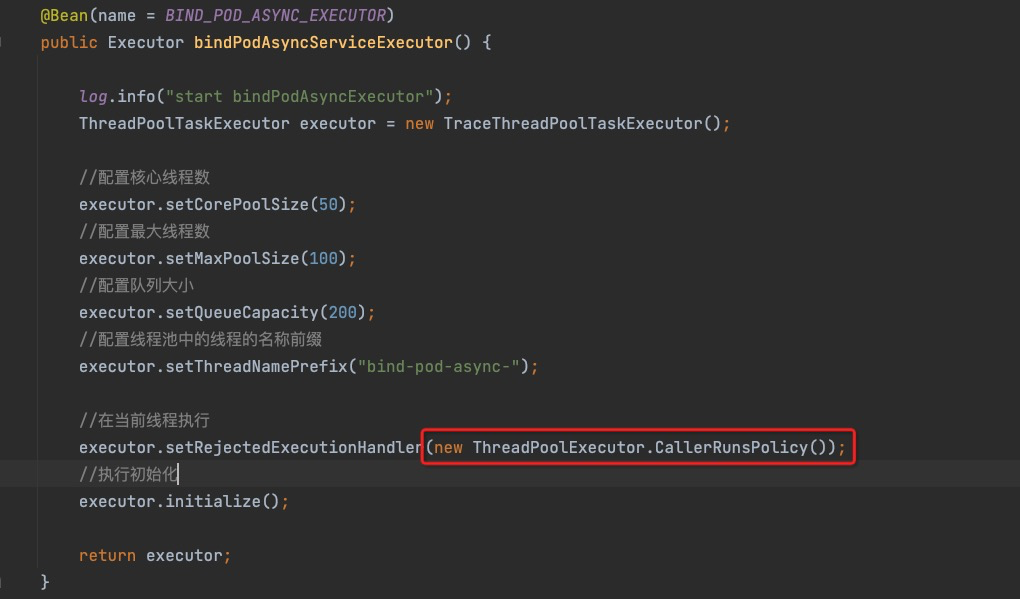 @Bean(name = BIND_POD_ASYNC_EXECUTOR)
public Executor bindPodAsyncServiceExecutor() {
log.info("start bindPodAsyncExecutor");
ThreadPoolTaskExecutor executor = new TraceThreadPoolTaskExecutor();
//配置核心线程数
executor.setCorePoolSize(50);
//配置最大线程数
executor.setMaxPoolSize(100);
//配置队列大小
executor.setQueueCapacity(200);
//配置线程池中的线程的名称前缀
executor.setThreadNamePrefix("bind-pod-async-");
//在当前线程执行
executor.setRejectedExecutionHandler(new ThreadPoolExecutor.CallerRunsPolicy());
//执行初始化
executor.initialize();
return executor;
}